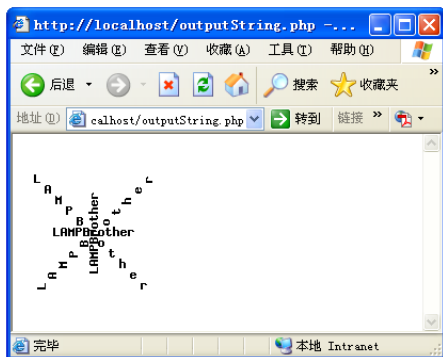 http://localhost/outputString.php -...
文件(F) 编辑(E) 查看(V) 收藏(A) 工具(T) 帮助(H)
后退 搜索 收藏夹 »
地址(D) calhost/outputString.php 转到 链接 »
LAMPBrother
LAMPBrother
LAMPBrother
LAMPBrother
完毕 本地 Intranet